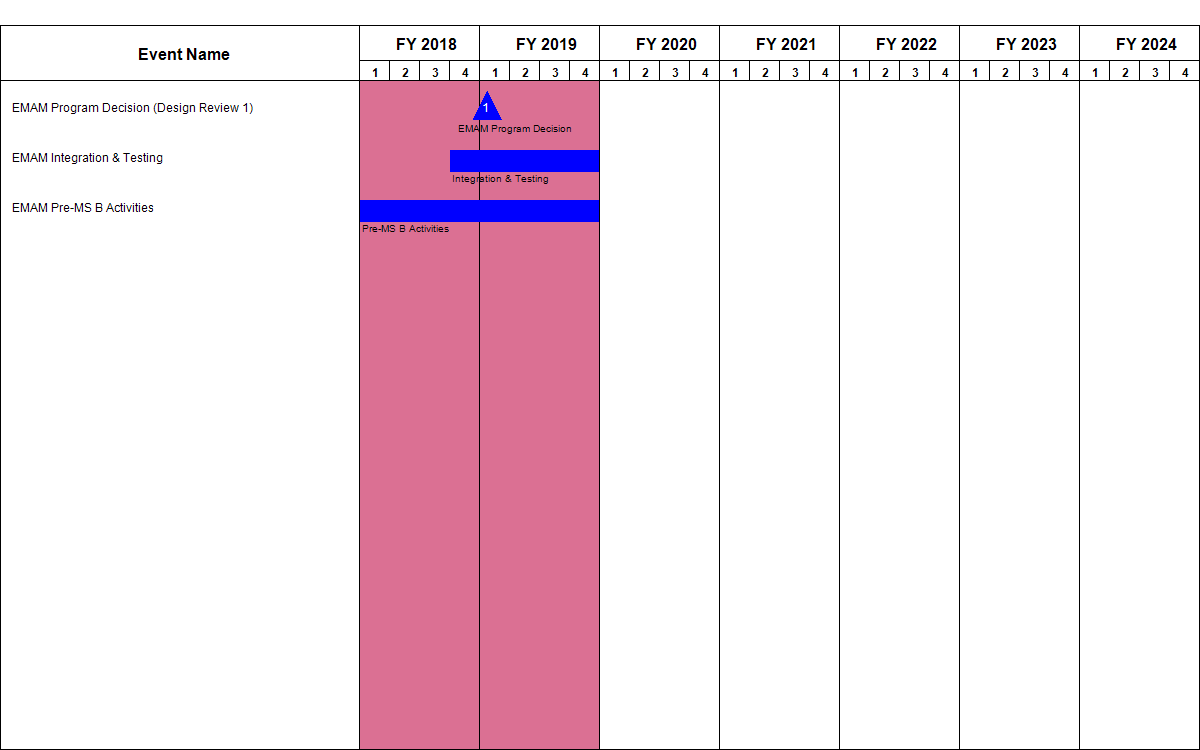 Event Name
FY 2018 FY 2019 FY 2020 FY 2021 FY 2022 FY 2023 FY 2024
1 2 3 4 1 2 3 4 1 2 3 4 1 2 3 4 1 2 3 4 1 2 3 4 1 2 3 4
EMAM Program Decision (Design Review 1)
1
EMAM Program Decision
EMAM Integration & Testing
Integration & Testing
EMAM Pre-MS B Activities
Pre-MS B Activities